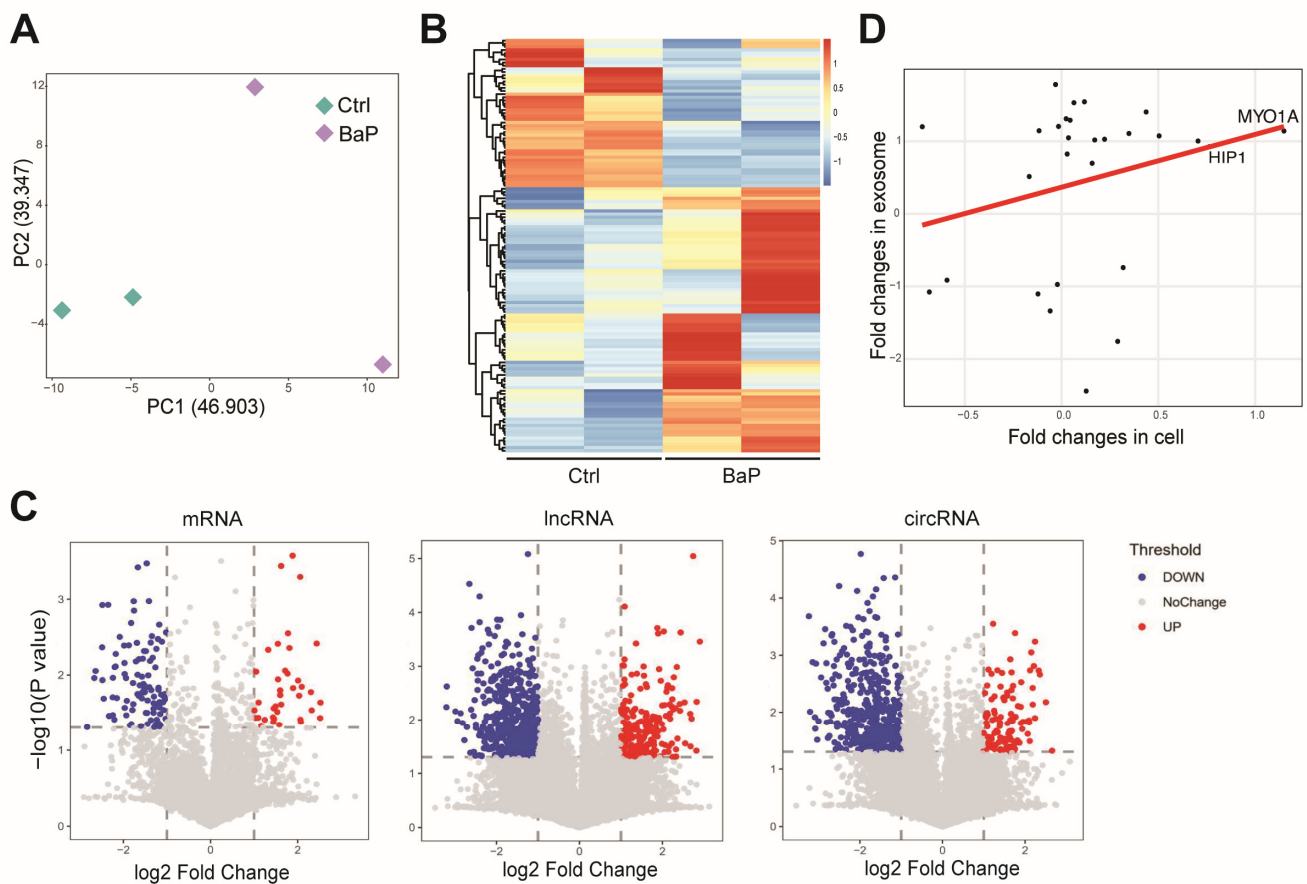 A
12
8
4
0
−4
−10
−5
0
5
10
PC2 (39.347)
PC1 (46.903)
Ctrl
BaP
B
1
0.5
0
−0.5
−1
Ctrl
BaP
D
1
0
−1
−2
−0.5
0.0
0.5
1.0
MYO1A
HIP1
Fold changes in exosome
Fold changes in cell
C
mRNA
3
2
1
0
−2
0
2
−log10(P value)
log2 Fold Change
lncRNA
5
4
3
2
1
0
−2
0
2
log2 Fold Change
circRNA
5
4
3
2
1
0
−2
0
2
log2 Fold Change
Threshold
DOWN
NoChange
UP